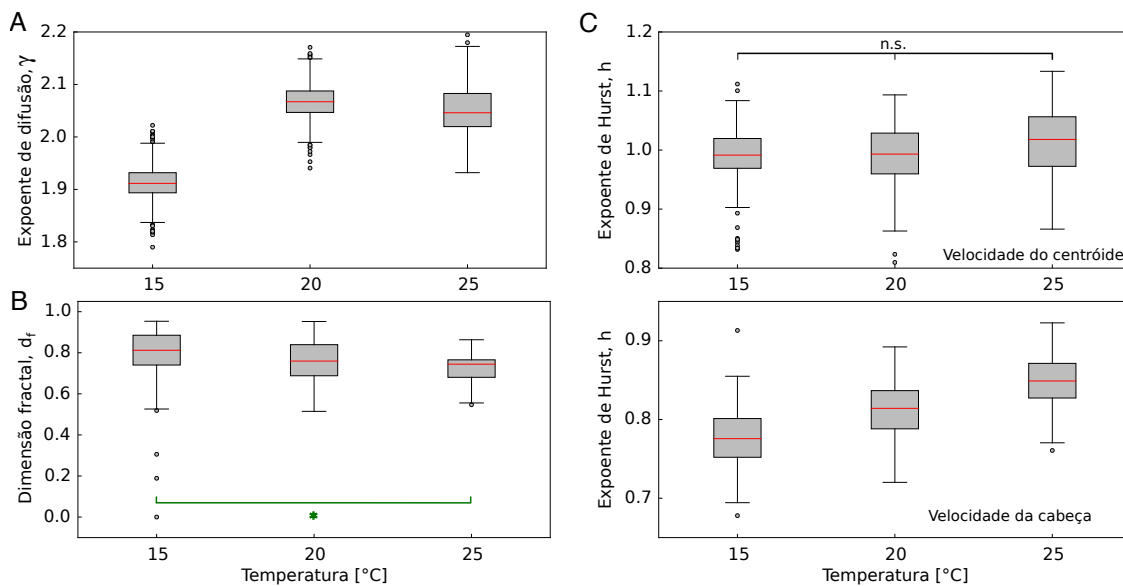 A
Expoente de difusão, γ
2.2
2.1
2.0
1.9
1.8
15
20
25
B
Dimensão fractal, d_f
1.0
0.8
0.6
0.4
0.2
0.0
*
15
20
25
Temperatura [°C]
C
Expoente de Hurst, h
1.2
1.1
1.0
0.9
0.8
n.s.
Velocidade do centróide
15
20
25
Expoente de Hurst, h
0.9
0.8
0.7
Velocidade da cabeça
15
20
25
Temperatura [°C]